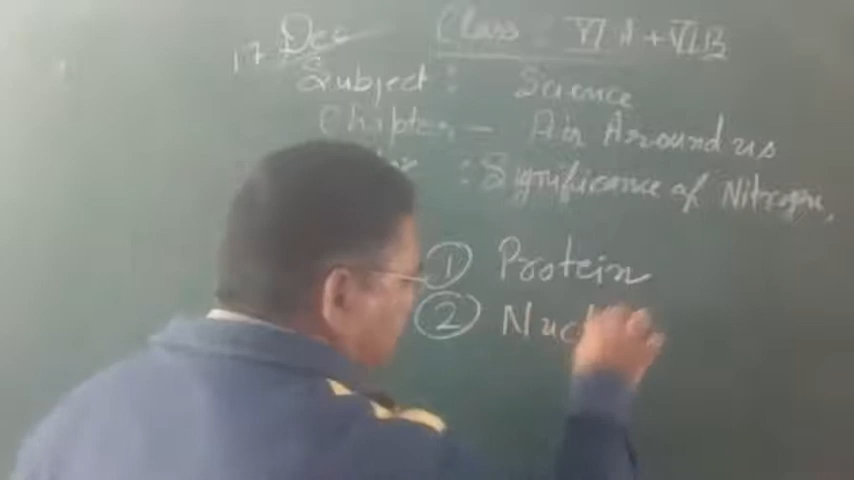 17 Dec Class : VI A + VI B
Subject : Science
Chapter - Air Around us
: Significance of Nitrogen,
① Protein
② Nuc